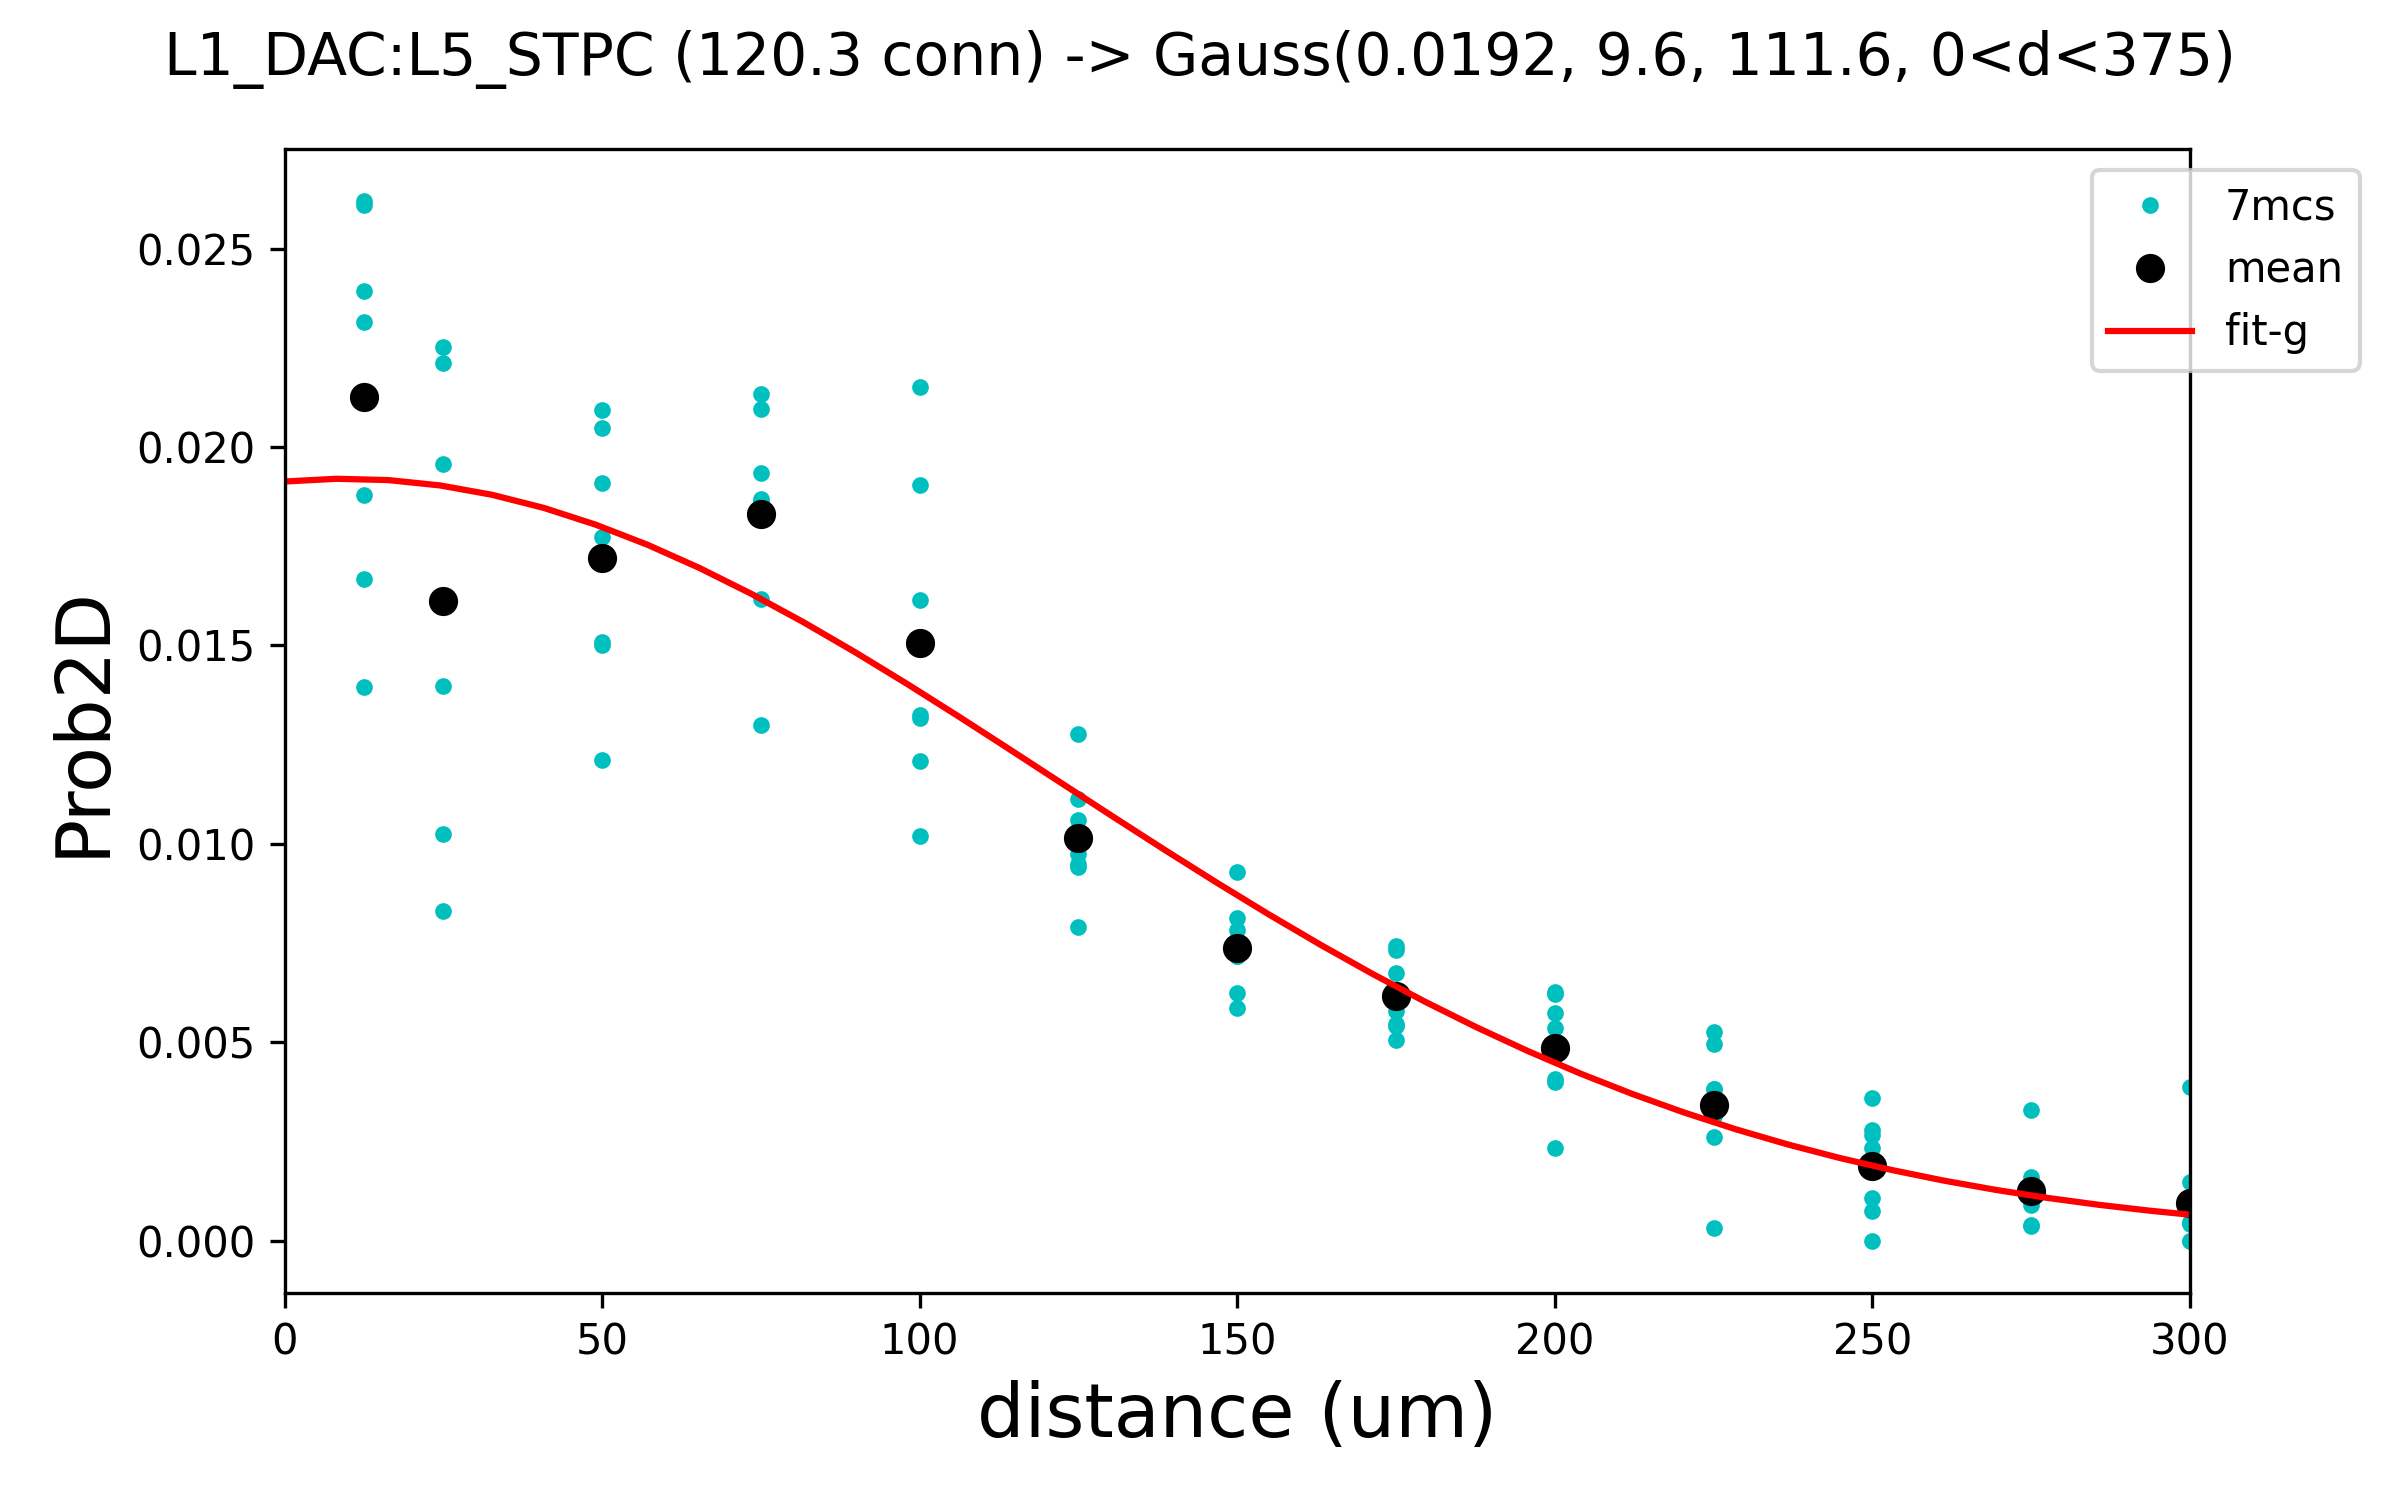 L1_DAC:L5_STPC (120.3 conn) -> Gauss(0.0192, 9.6, 111.6, 0<d<375)
7mcs
mean
fit-g
Prob2D
0.025
0.020
0.015
0.010
0.005
0.000
0 50 100 150 200 250 300
distance (um)